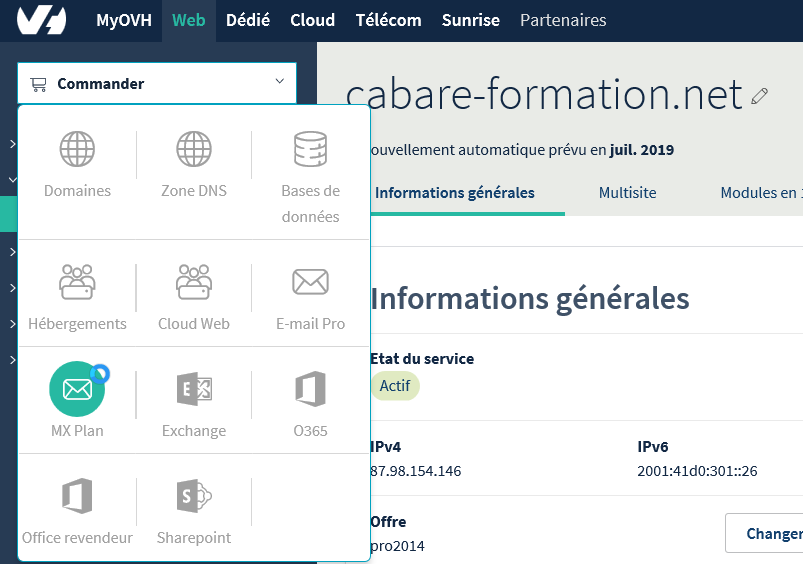 MyOVH Web Dédié Cloud Télécom Sunrise Partenaires
Commander
Domaines Zone DNS Bases de
données
Hébergements Cloud Web E-mail Pro
MX Plan Exchange O365
Office revendeur Sharepoint
cabare-formation.net
ouvellement automatique prévu en juil. 2019
Informations générales Multisite Modules en 1
Informations générales
Etat du service
Actif
IPv4 IPv6
87.98.154.146 2001:41d0:301::26
Offre
pro2014
Changer